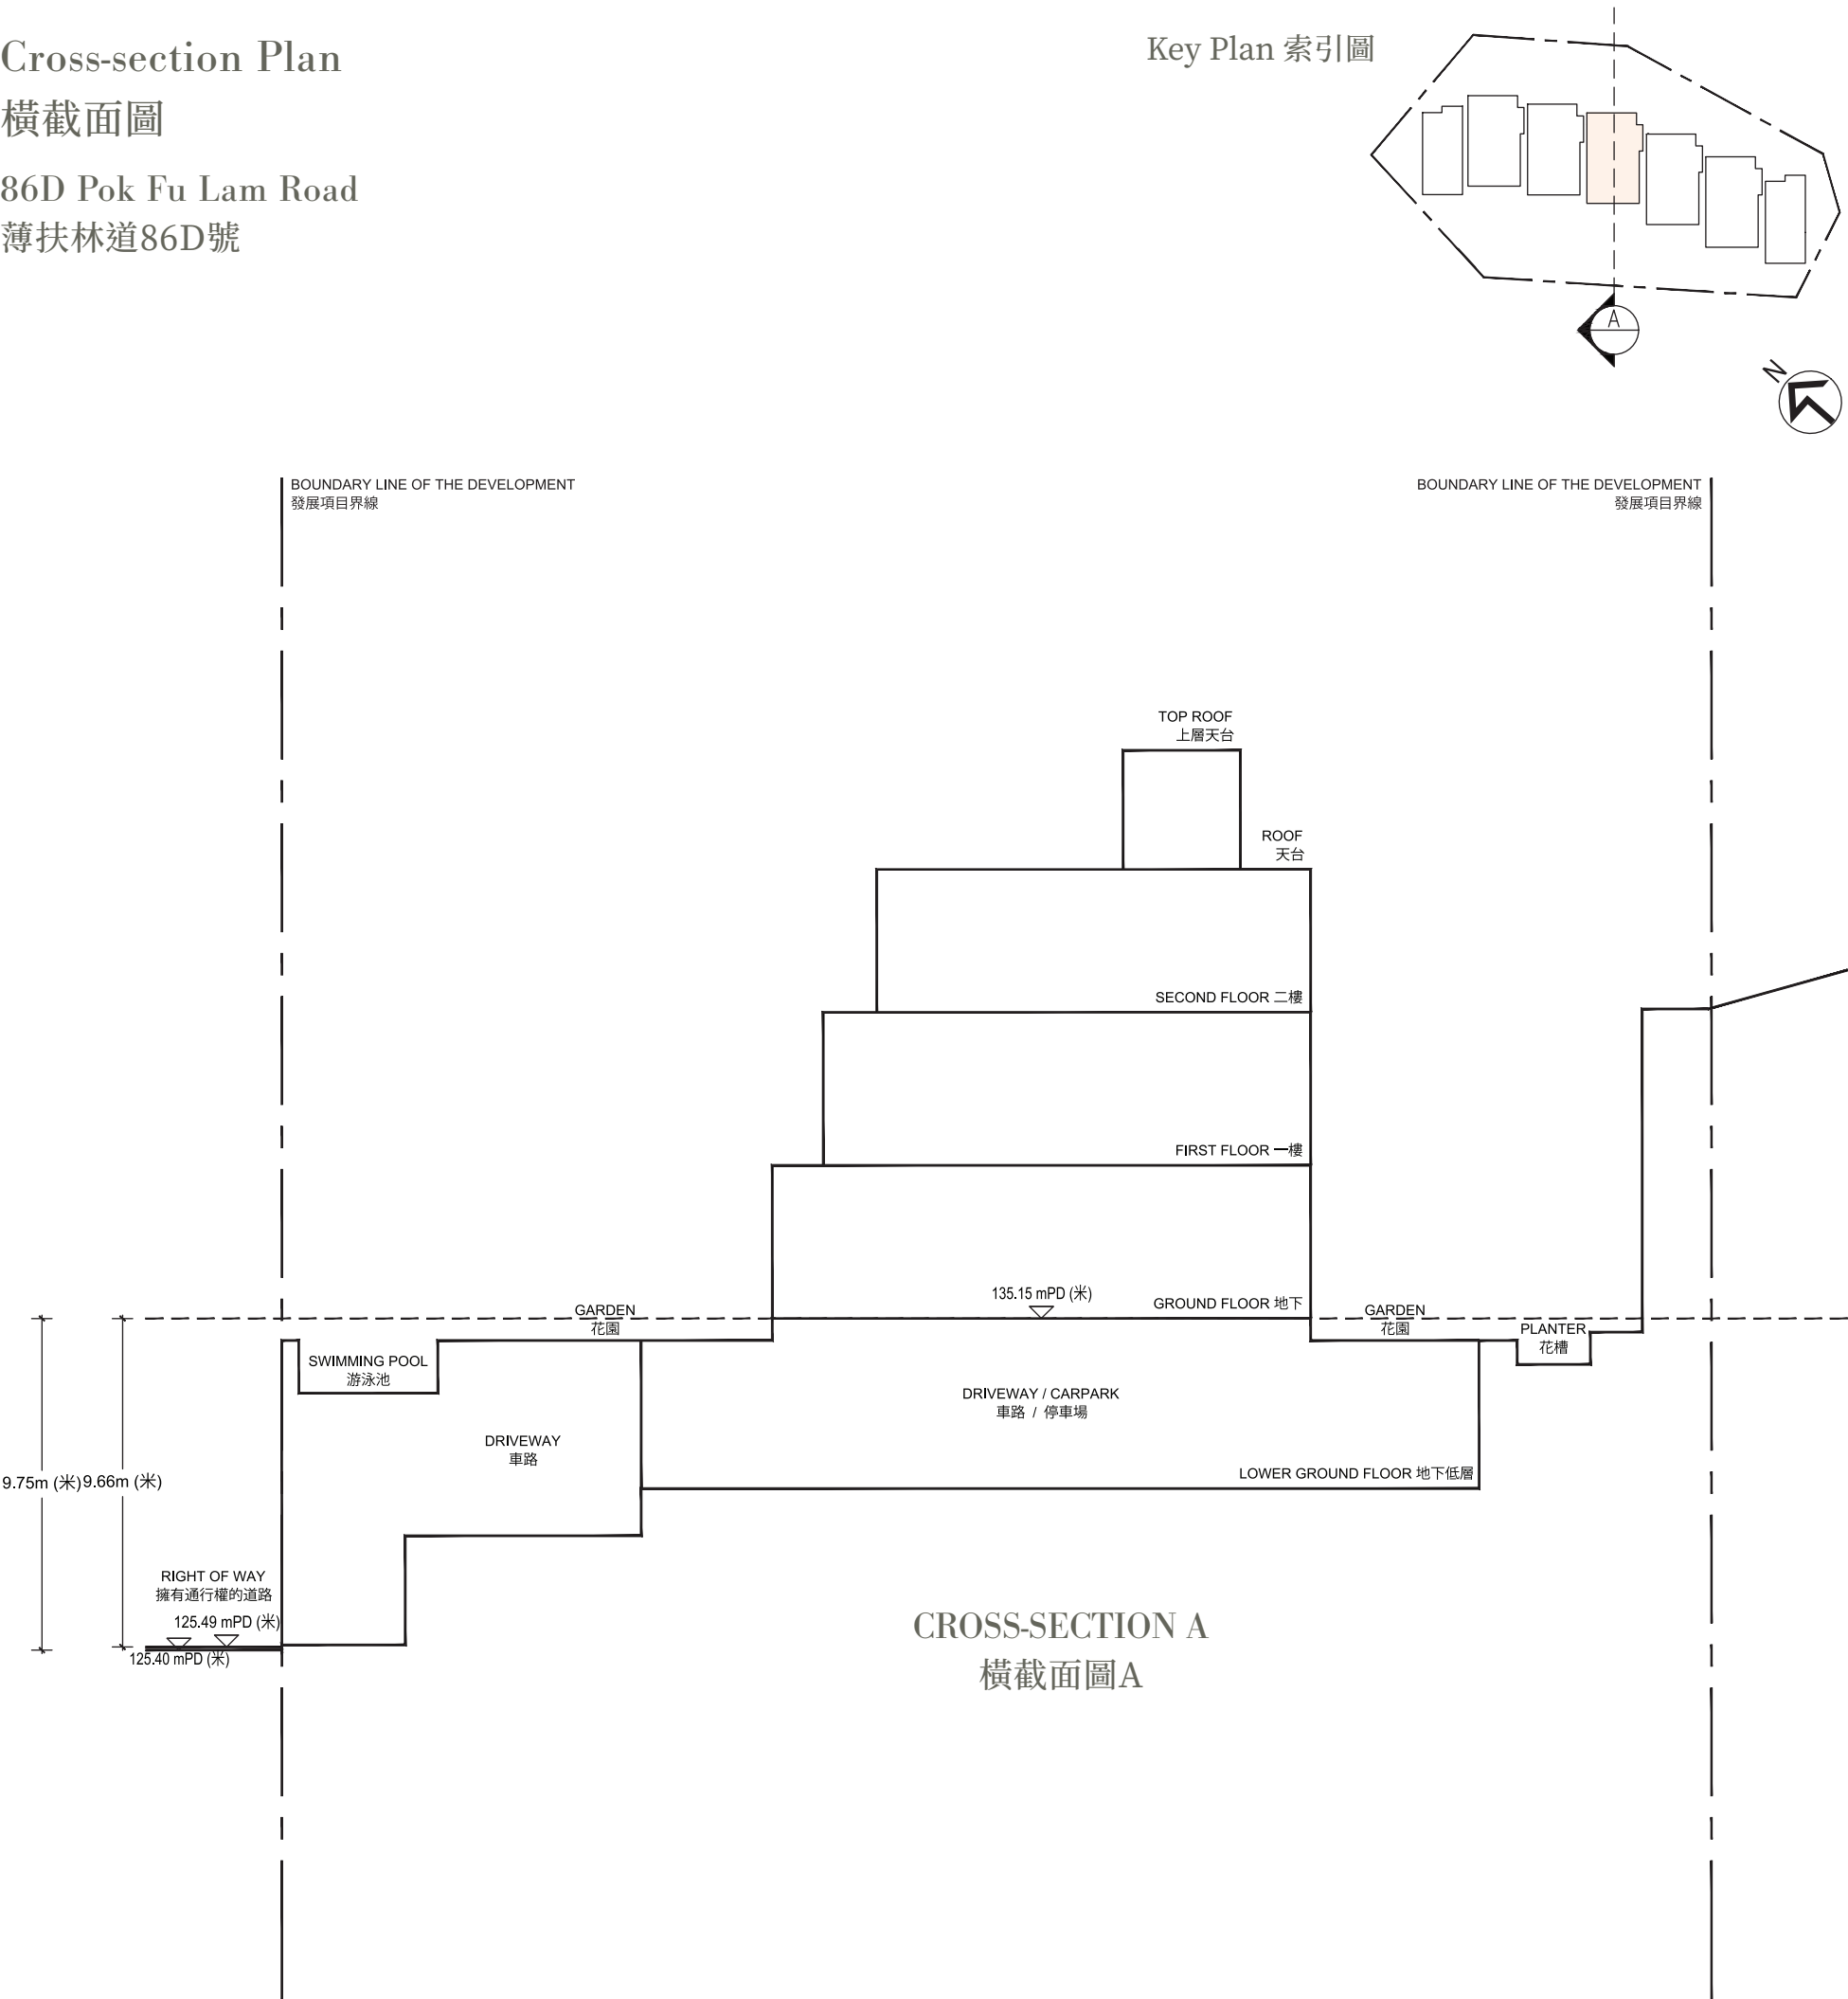 Cross-section Plan
橫截面圖
86D Pok Fu Lam Road
薄扶林道86D號
Key Plan 索引圖
A
N
BOUNDARY LINE OF THE DEVELOPMENT
發展項目界線
BOUNDARY LINE OF THE DEVELOPMENT
發展項目界線
TOP ROOF
上層天台
ROOF
天台
SECOND FLOOR 二樓
FIRST FLOOR 一樓
135.15 mPD (米)
GROUND FLOOR 地下
GARDEN
花園
GARDEN
花園
PLANTER
花槽
SWIMMING POOL
游泳池
DRIVEWAY / CARPARK
車路 / 停車場
DRIVEWAY
車路
LOWER GROUND FLOOR 地下低層
9.75m (米)
9.66m (米)
RIGHT OF WAY
擁有通行權的道路
125.49 mPD (米)
125.40 mPD (米)
CROSS-SECTION A
橫截面圖A